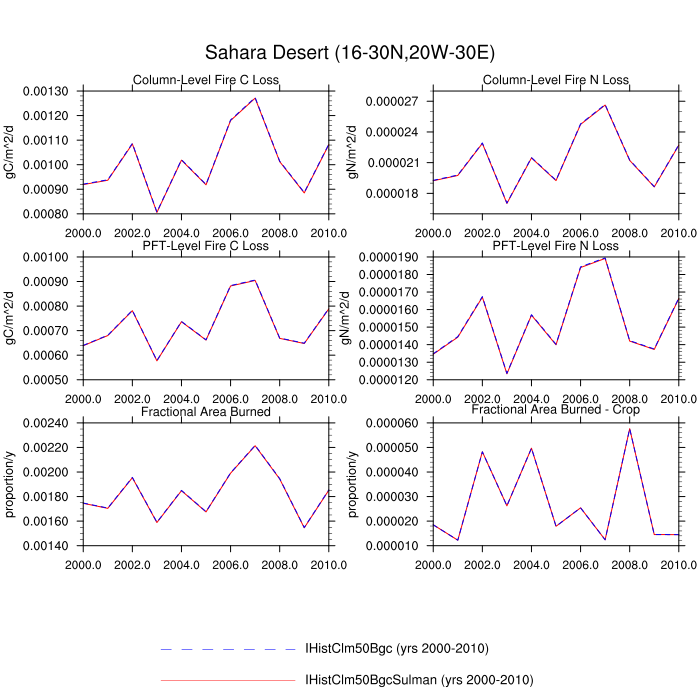 Sahara Desert (16-30N,20W-30E)
Column-Level Fire C Loss
gC/m^2/d
0.00130
0.00120
0.00110
0.00100
0.00090
0.00080
2000.0 2002.0 2004.0 2006.0 2008.0 2010.0
Column-Level Fire N Loss
gN/m^2/d
0.000027
0.000024
0.000021
0.000018
2000.0 2002.0 2004.0 2006.0 2008.0 2010.0
PFT-Level Fire C Loss
gC/m^2/d
0.00100
0.00090
0.00080
0.00070
0.00060
0.00050
2000.0 2002.0 2004.0 2006.0 2008.0 2010.0
PFT-Level Fire N Loss
gN/m^2/d
0.0000190
0.0000180
0.0000170
0.0000160
0.0000150
0.0000140
0.0000130
0.0000120
2000.0 2002.0 2004.0 2006.0 2008.0 2010.0
Fractional Area Burned
proportion/y
0.00240
0.00220
0.00200
0.00180
0.00160
0.00140
2000.0 2002.0 2004.0 2006.0 2008.0 2010.0
Fractional Area Burned - Crop
proportion/y
0.000060
0.000050
0.000040
0.000030
0.000020
0.000010
2000.0 2002.0 2004.0 2006.0 2008.0 2010.0
IHistClm50Bgc (yrs 2000-2010)
IHistClm50BgcSulman (yrs 2000-2010)